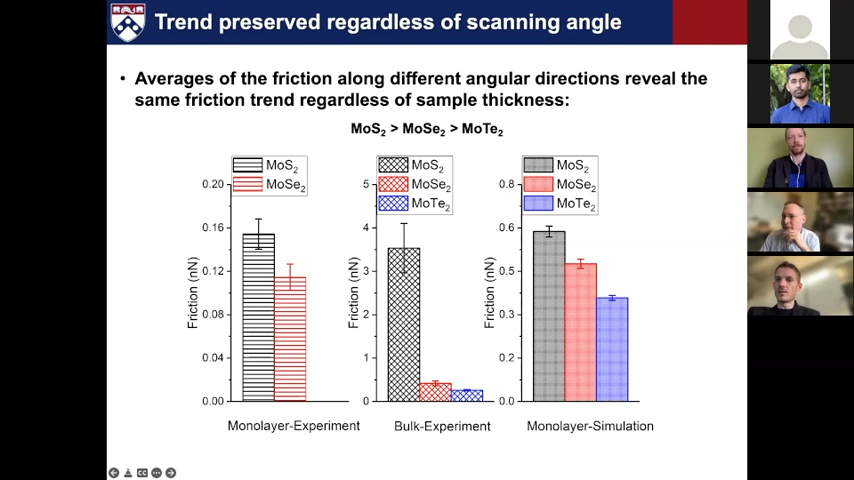 Trend preserved regardless of scanning angle
• Averages of the friction along different angular directions reveal the
same friction trend regardless of sample thickness:
MoS₂ > MoSe₂ > MoTe₂
MoS₂
MoSe₂
0.20
0.16
0.12
0.08
0.04
0.00
Friction (nN)
Monolayer-Experiment
MoS₂
MoSe₂
MoTe₂
5
4
3
2
1
0
Friction (nN)
Bulk-Experiment
MoS₂
MoSe₂
MoTe₂
0.8
0.6
0.5
0.3
0.2
0.0
Friction (nN)
Monolayer-Simulation
CC